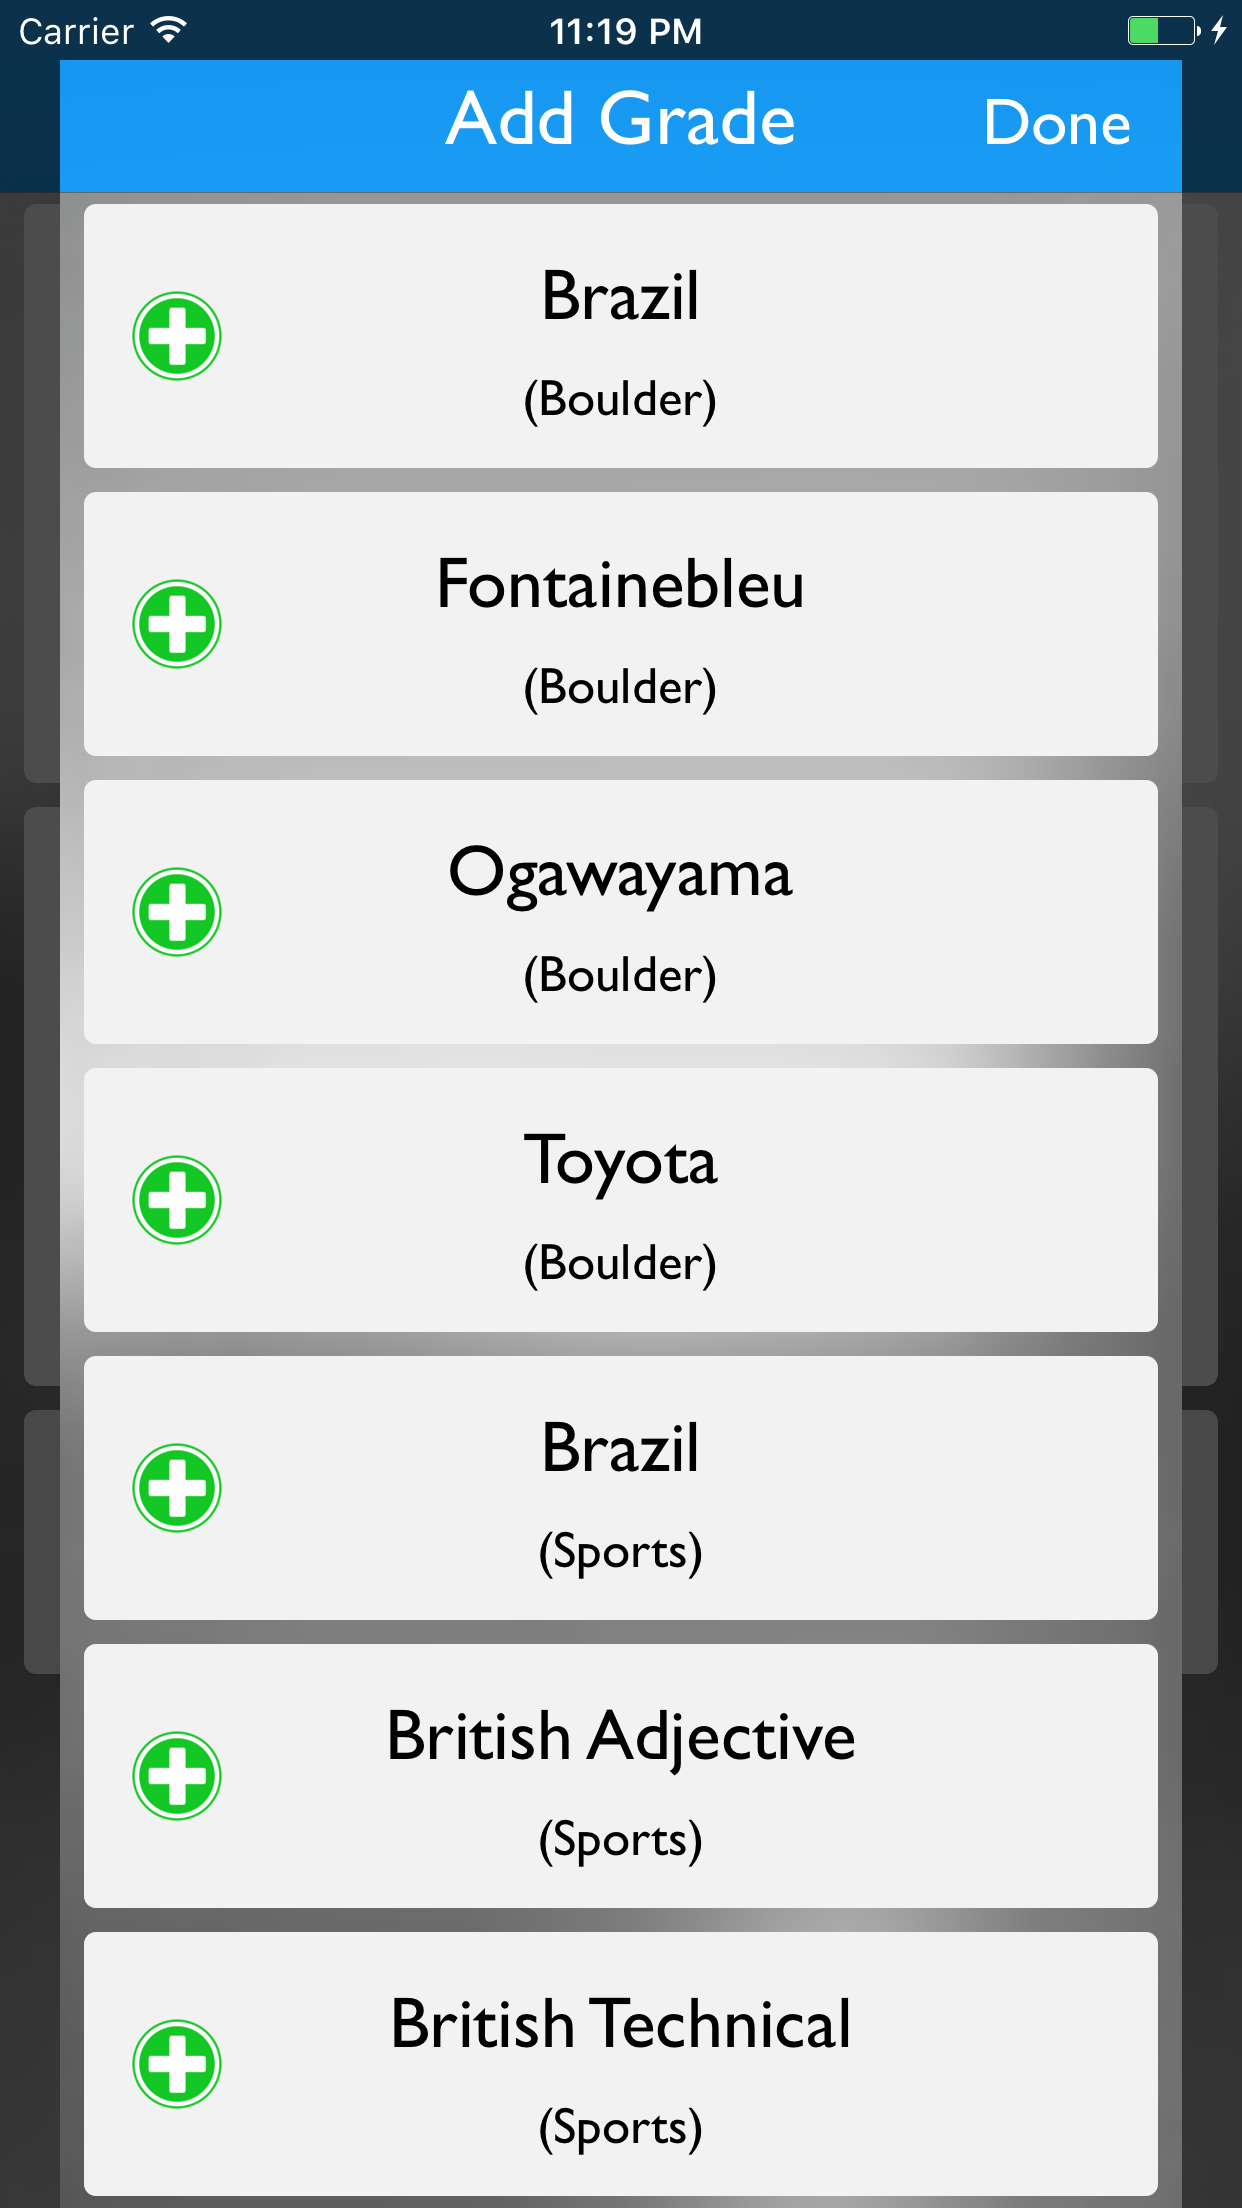 Carrier 11:19 PM
Add Grade Done
Brazil
(Boulder)
Fontainebleu
(Boulder)
Ogawayama
(Boulder)
Toyota
(Boulder)
Brazil
(Sports)
British Adjective
(Sports)
British Technical
(Sports)